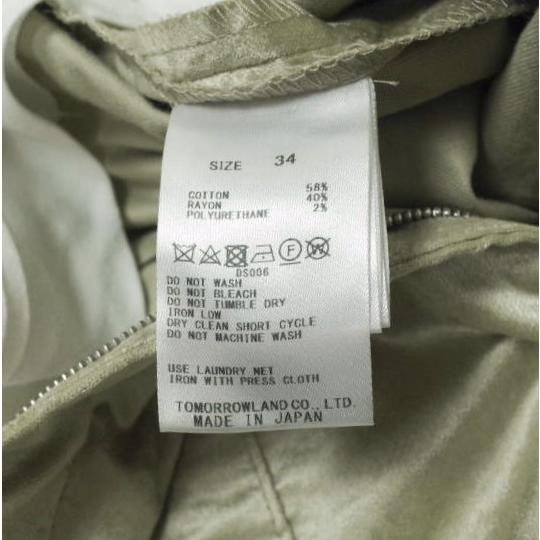 SIZE 34
COTTON 58%
RAYON 40%
POLYURETHANE 2%
F W
DS006
DO NOT WASH
DO NOT BLEACH
DO NOT TUMBLE DRY
IRON LOW
DRY CLEAN SHORT CYCLE
DO NOT MACHINE WASH
USE LAUNDRY NET
IRON WITH PRESS CLOTH
TOMORROWLAND CO., LTD.
MADE IN JAPAN